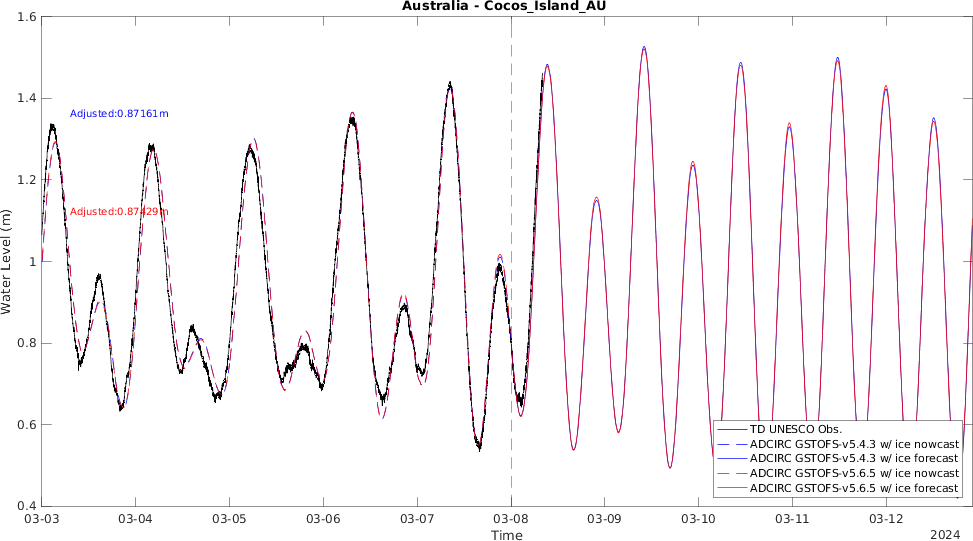 Australia - Cocos_Island_AU
1.6
1.4
1.2
1
0.8
0.6
0.4
Water Level (m)
Adjusted:0.87161m
Adjusted:0.87429m
TD UNESCO Obs.
ADCIRC GSTOFS-v5.4.3 w/ ice nowcast
ADCIRC GSTOFS-v5.4.3 w/ ice forecast
ADCIRC GSTOFS-v5.6.5 w/ ice nowcast
ADCIRC GSTOFS-v5.6.5 w/ ice forecast
03-03 03-04 03-05 03-06 03-07 03-08 03-09 03-10 03-11 03-12
Time
2024